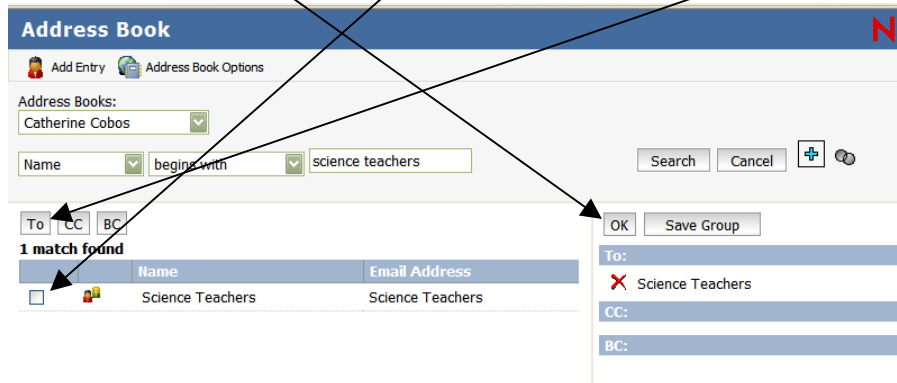 Address Book
N
Add Entry Address Book Options
Address Books:
Catherine Cobos
Name begins with science teachers Search Cancel
To CC BC
1 match found
Name Email Address
Science Teachers Science Teachers
OK Save Group
To:
Science Teachers
CC:
BC: